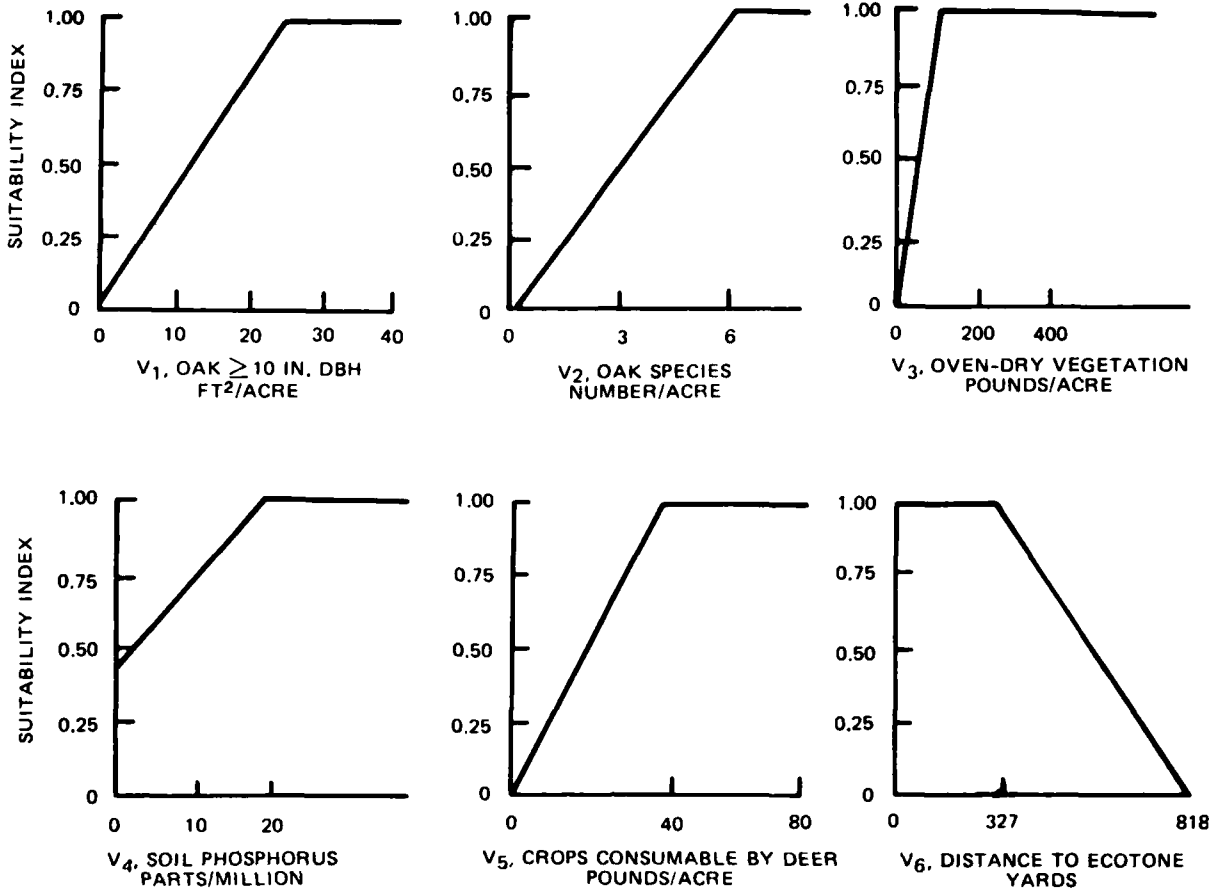 SUITABILITY INDEX
1.00
0.75
0.50
0.25
0
0 10 20 30 40
V1, OAK ≥10 IN, DBH
FT2/ACRE
1.00
0.75
0.50
0.25
0
0 3 6
V2, OAK SPECIES
NUMBER/ACRE
1.00
0.75
0.50
0.25
0
0 200 400
V3, OVEN-DRY VEGETATION
POUNDS/ACRE
SUITABILITY INDEX
1.00
0.75
0.50
0.25
0
0 10 20
V4, SOIL PHOSPHORUS
PARTS/MILLION
1.00
0.75
0.50
0.25
0
0 40 80
V5, CROPS CONSUMABLE BY DEER
POUNDS/ACRE
1.00
0.75
0.50
0.25
0
0 327 818
V6, DISTANCE TO ECOTONE
YARDS